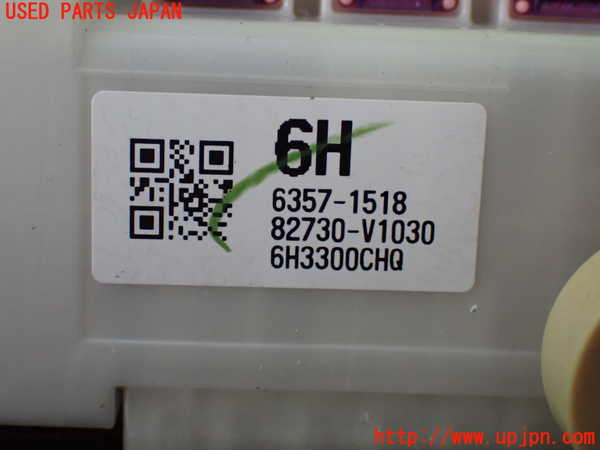 USED PARTS JAPAN
6H
6357-1518
82730-V1030
6H3300CHQ
http://www.upjpn.com/